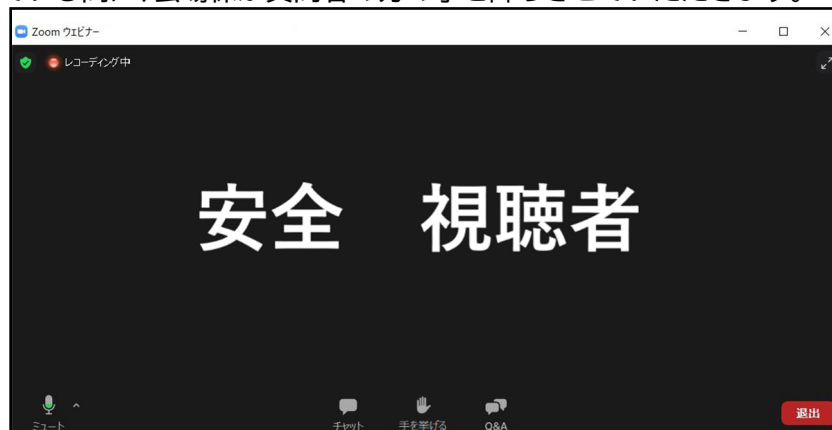 Zoom ウエビナー
レコーディング中
安全　視聴者
ミュート
チャット
手を挙げる
Q&A
退出